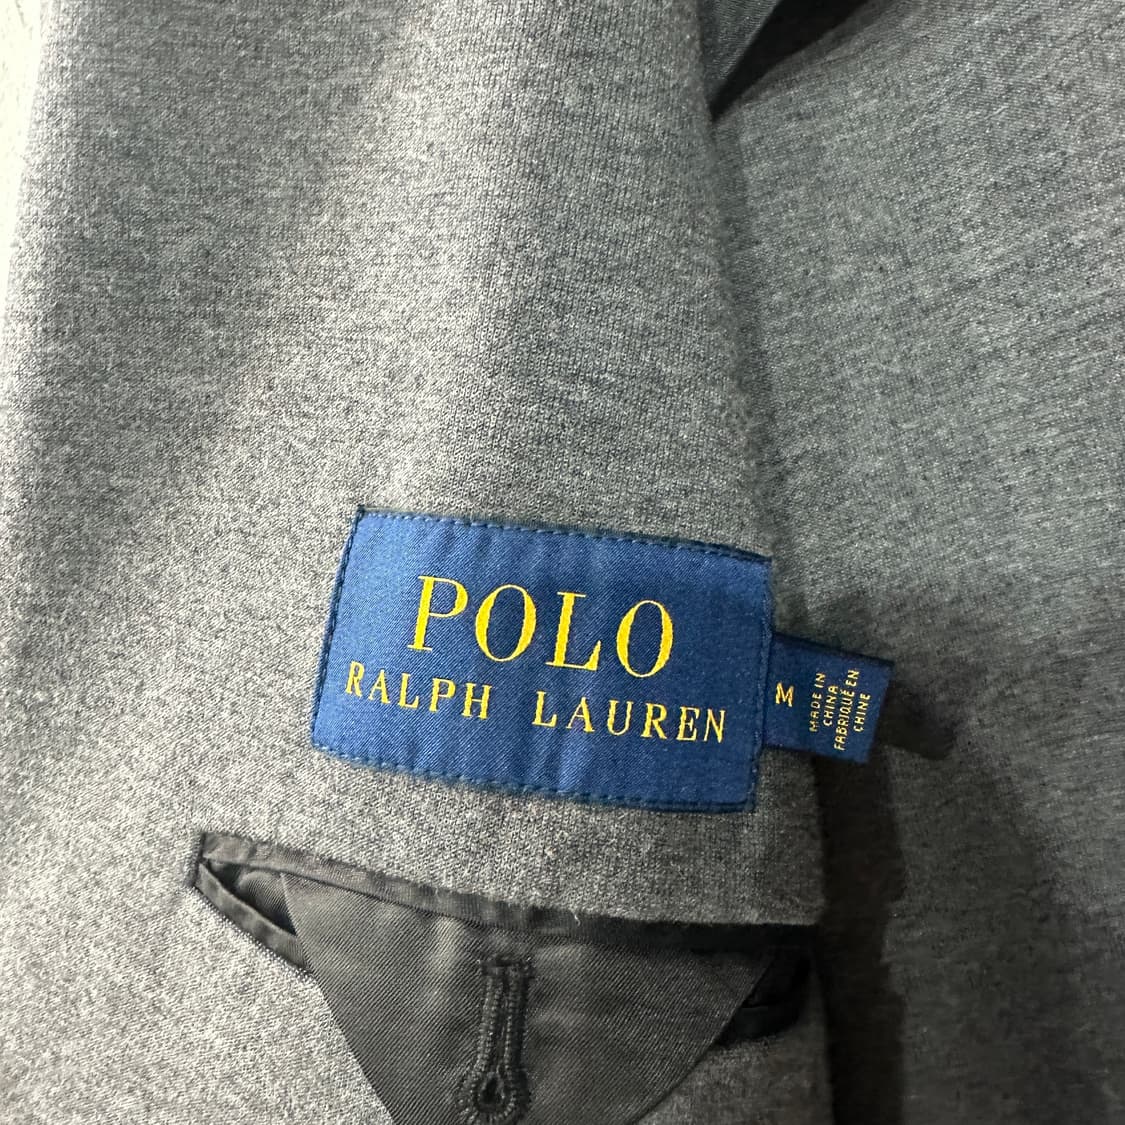 POLO
RALPH LAUREN
M
MADE IN
CHINA
FABRIQUÉ EN
CHINE